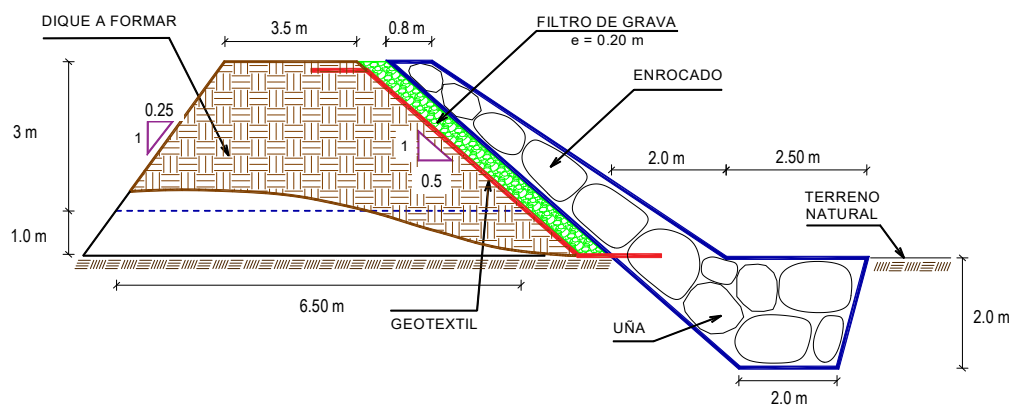 DIQUE A FORMAR
3.5 m
0.8 m
FILTRO DE GRAVA
e = 0.20 m
ENROCADO
0.25
1
3 m
1
0.5
2.0 m
2.50 m
TERRENO
NATURAL
1.0 m
6.50 m
GEOTEXTIL
UÑA
2.0 m
2.0 m